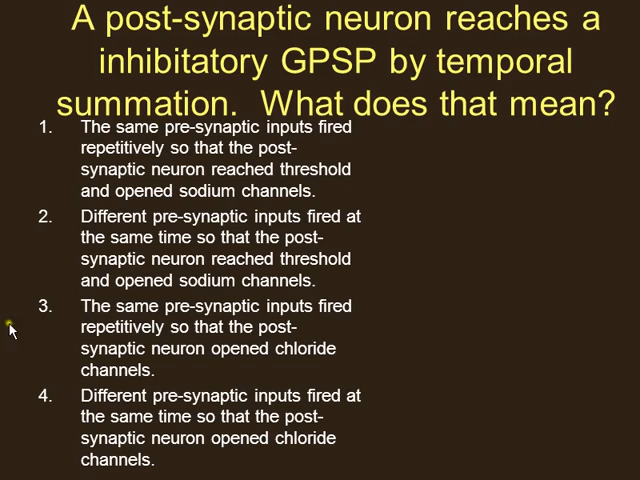 A post-synaptic neuron reaches a
inhibitatory GPSP by temporal
summation. What does that mean?
1. The same pre-synaptic inputs fired
repetitively so that the post-
synaptic neuron reached threshold
and opened sodium channels.
2. Different pre-synaptic inputs fired at
the same time so that the post-
synaptic neuron reached threshold
and opened sodium channels.
3. The same pre-synaptic inputs fired
repetitively so that the post-
synaptic neuron opened chloride
channels.
4. Different pre-synaptic inputs fired at
the same time so that the post-
synaptic neuron opened chloride
channels.